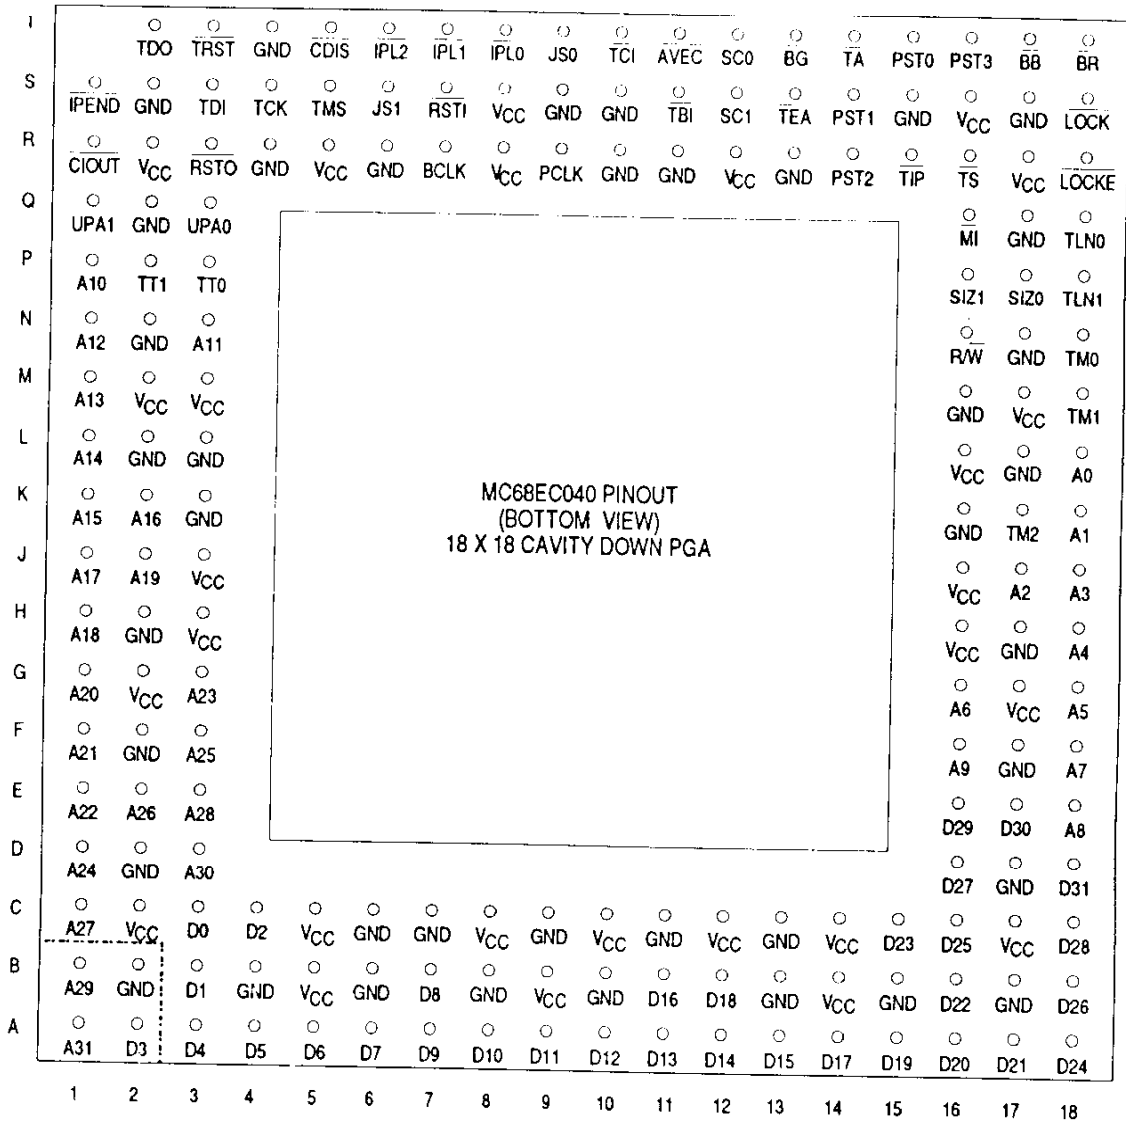 T
TDO TRST GND CDIS IPL2 IPL1 IPL0 JS0 TCI AVEC SC0 BG TA PST0 PST3 BB BR
S
IPEND GND TDI TCK TMS JS1 RSTI VCC GND GND TBI SC1 TEA PST1 GND VCC GND LOCK
R
CIOUT VCC RSTO GND VCC GND BCLK VCC PCLK GND GND VCC GND PST2 TIP TS VCC LOCKE
Q
UPA1 GND UPA0 MI GND TLN0
P
A10 TT1 TT0 SIZ1 SIZ0 TLN1
N
A12 GND A11 R/W GND TM0
M
A13 VCC VCC GND VCC TM1
L
A14 GND GND VCC GND A0
K
A15 A16 GND GND TM2 A1
MC68EC040 PINOUT
(BOTTOM VIEW)
18 X 18 CAVITY DOWN PGA
J
A17 A19 VCC VCC A2 A3
H
A18 GND VCC VCC GND A4
G
A20 VCC A23 A6 VCC A5
F
A21 GND A25 A9 GND A7
E
A22 A26 A28 D29 D30 A8
D
A24 GND A30 D27 GND D31
C
A27 VCC D0 D2 VCC GND GND VCC GND VCC GND VCC GND VCC D23 D25 VCC D28
B
A29 GND D1 GND VCC GND D8 GND VCC GND D16 D18 GND VCC GND D22 GND D26
A
A31 D3 D4 D5 D6 D7 D9 D10 D11 D12 D13 D14 D15 D17 D19 D20 D21 D24
1 2 3 4 5 6 7 8 9 10 11 12 13 14 15 16 17 18